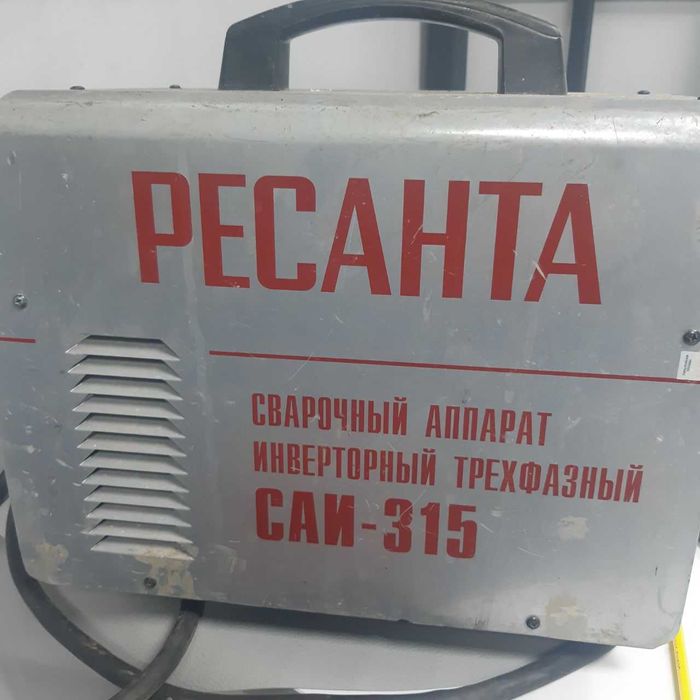 РЕСАНТА
СВАРОЧНЫЙ АППАРАТ
ИНВЕРТОРНЫЙ ТРЕХФАЗНЫЙ
САИ-315